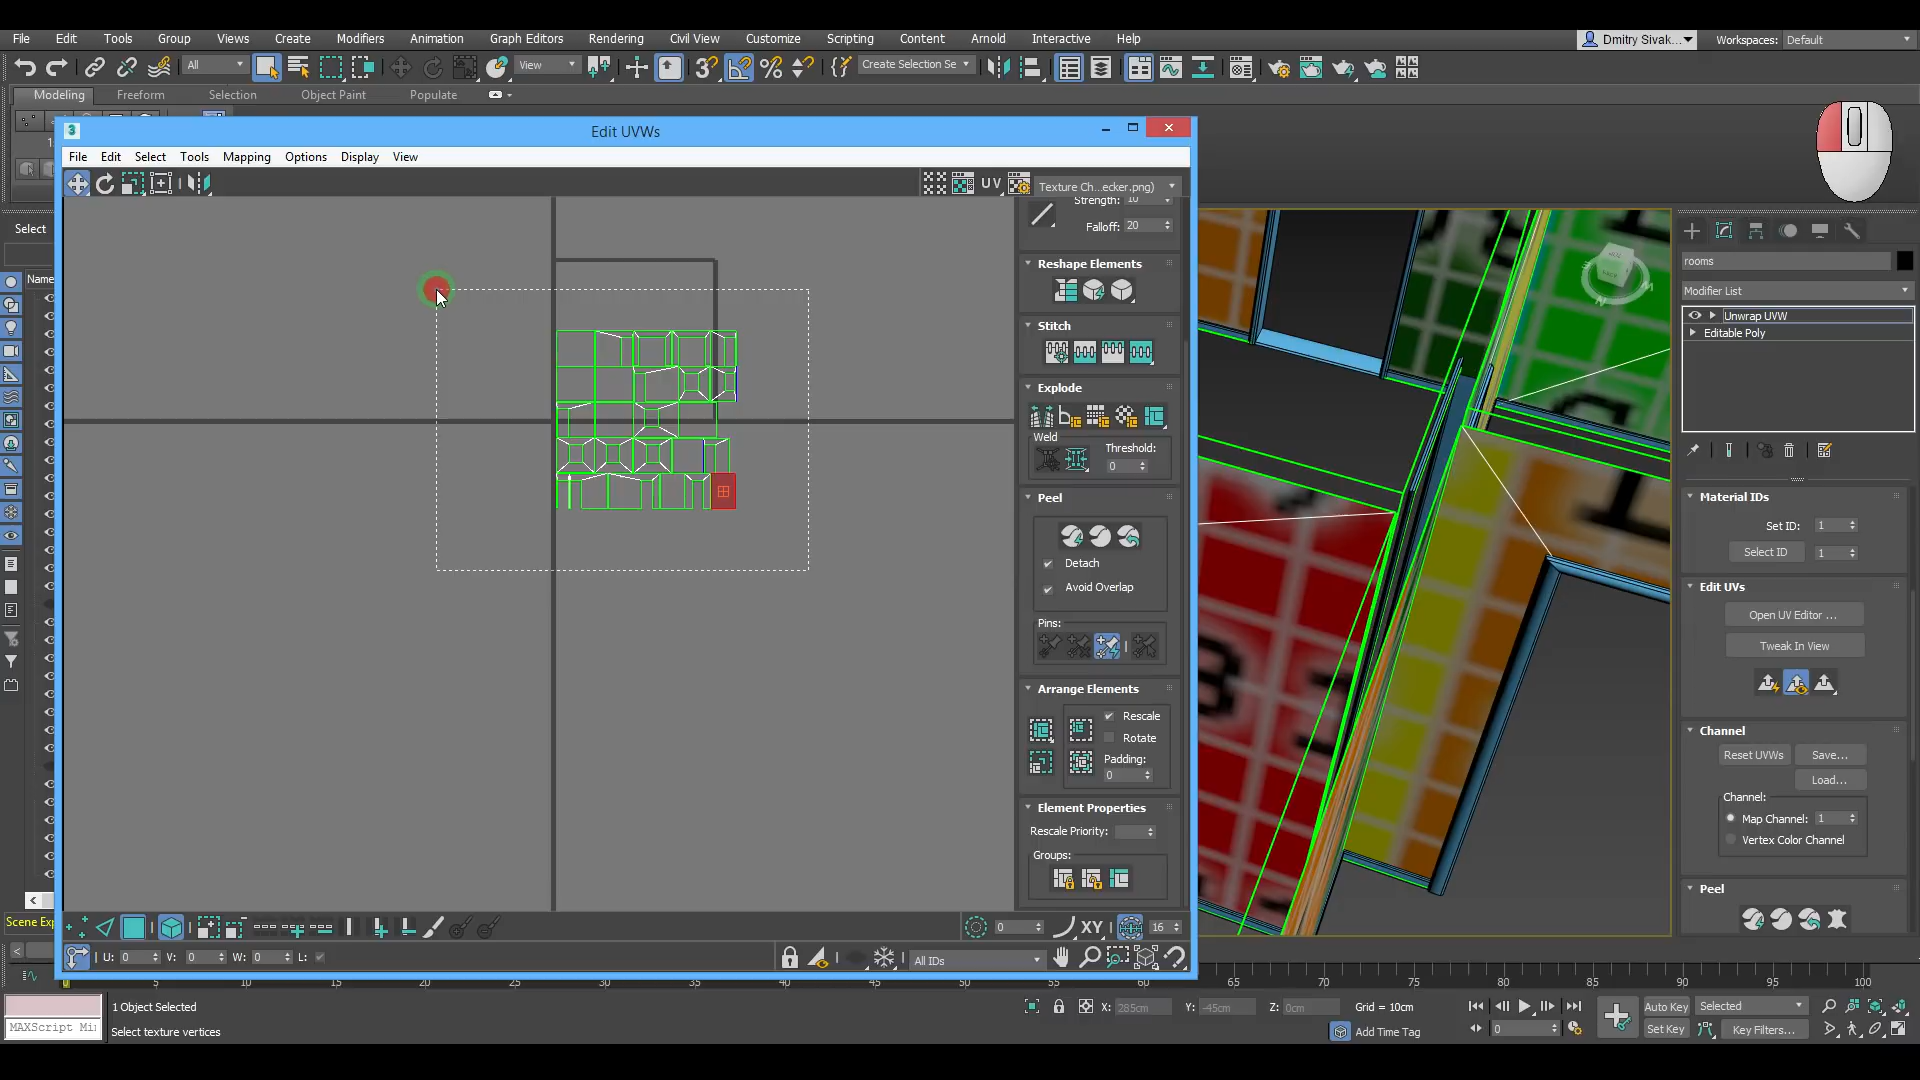 File Edit Tools Group Views Create Modifiers Animation Graph Editors Rendering Civil View Customize Scripting Content Arnold Interactive Help
Dmitry Sivak... Workspaces: Default
All View Create Selection Se
Modeling Freeform Selection Object Paint Populate
3 Edit UVWs
File Edit Select Tools Mapping Options Display View
UV Texture Ch...ecker.png)
Select
Name
Strength: 10
Falloff: 20
Reshape Elements
Stitch
Explode
Weld
Threshold:
0
Peel
Detach
Avoid Overlap
Pins:
Arrange Elements
Rescale
Rotate
Padding:
0
Element Properties
Rescale Priority:
Groups:
0 XY 16
U: 0 V: 0 W: 0 L:
All IDs
rooms
Modifier List
Unwrap UVW
Editable Poly
Material IDs
Set ID: 1
Select ID 1
Edit UVs
Open UV Editor ...
Tweak In View
Channel
Reset UVWs Save...
Load...
Channel:
Map Channel: 1
Vertex Color Channel
Peel
Scene Exp
0 5 10 15 20 25 30 35 40 45 50 55 60 65 70 75 80 85 90 95 100
1 Object Selected
X: 285cm Y: -45cm Z: 0cm Grid = 10cm
Auto Key Selected
MAXScript Mi
Select texture vertices
Add Time Tag
0
Set Key Key Filters...